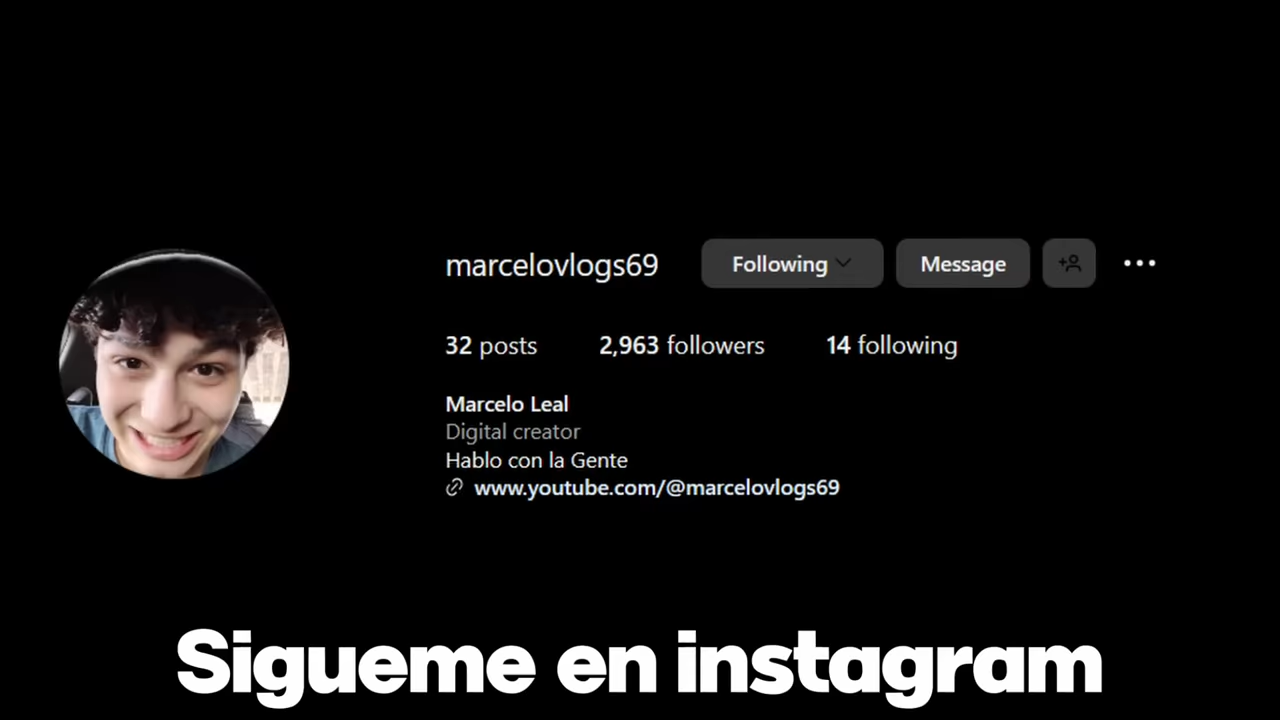 marcelovlogs69 Following Message
32 posts 2,963 followers 14 following
Marcelo Leal
Digital creator
Hablo con la Gente
www.youtube.com/@marcelovlogs69
Sigueme en instagram